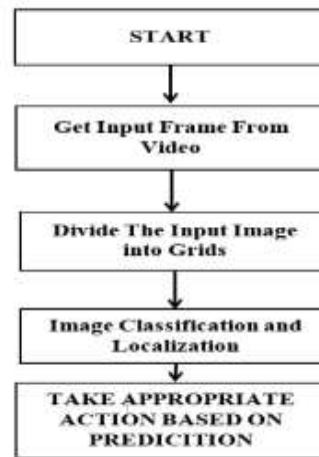 START
Get Input Frame From
Video
Divide The Input Image
into Grids
Image Classification and
Localization
TAKE APPROPRIATE
ACTION BASED ON
PREDICITION